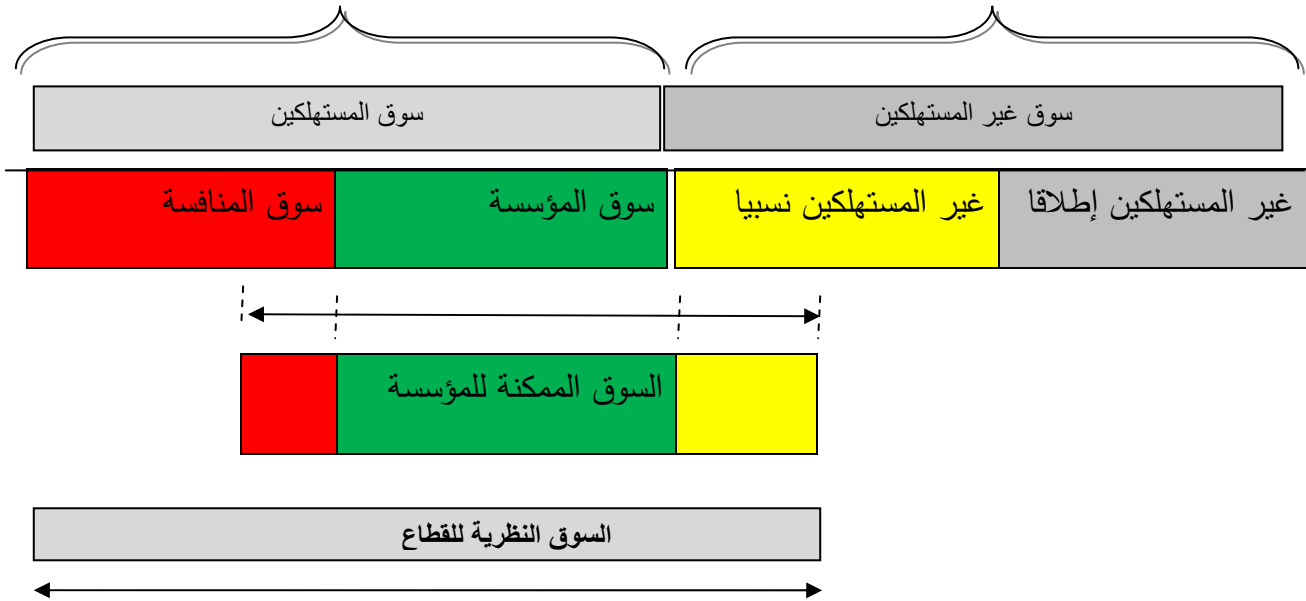 سوق غير المستهلكين
سوق المستهلكين
غير المستهلكين إطلاقا
غير المستهلكين نسبيا
سوق المؤسسة
سوق المنافسة
السوق الممكنة للمؤسسة
السوق النظرية للقطاع